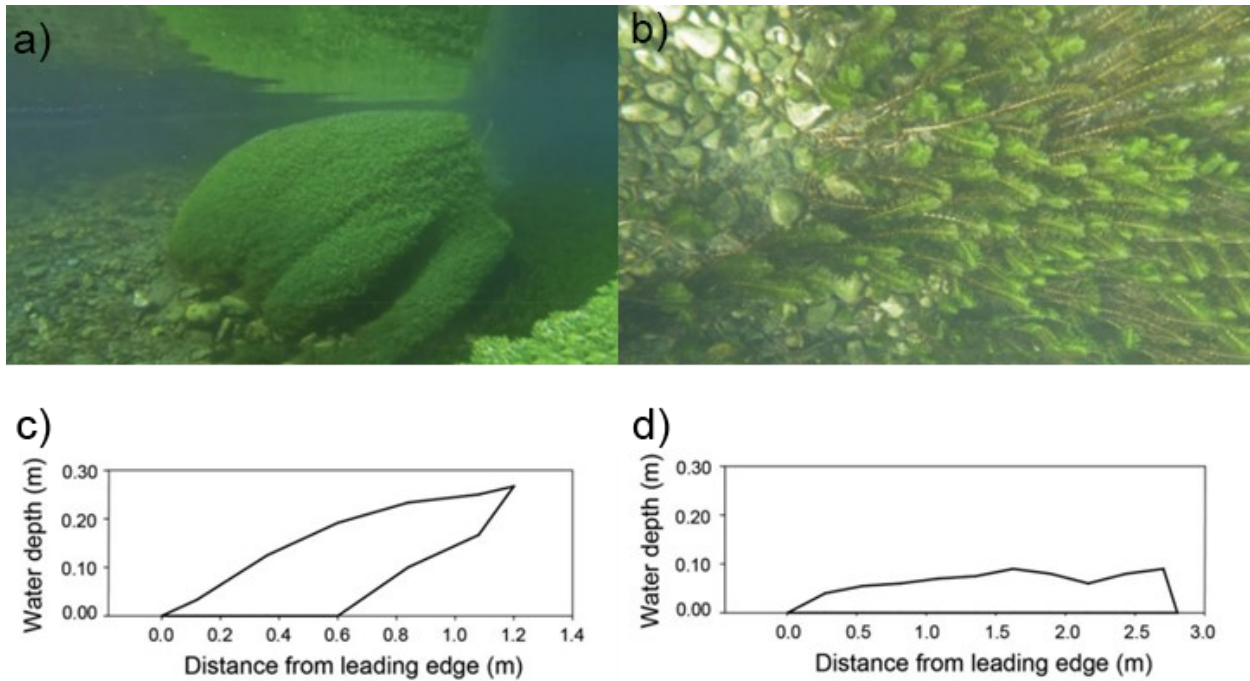 a)
b)
c)
Water depth (m)
0.30
0.20
0.10
0.00
0.0 0.2 0.4 0.6 0.8 1.0 1.2 1.4
Distance from leading edge (m)
d)
Water depth (m)
0.30
0.20
0.10
0.00
0.0 0.5 1.0 1.5 2.0 2.5 3.0
Distance from leading edge (m)